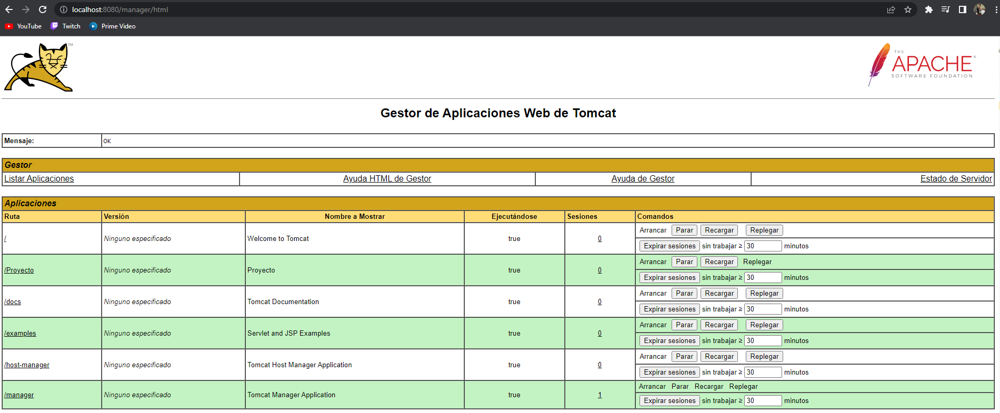 localhost:8080/manager/html
YouTube Twitch Prime Video
TM
THE
APACHE®
SOFTWARE FOUNDATION
Gestor de Aplicaciones Web de Tomcat
Mensaje: OK
Gestor
Listar Aplicaciones Ayuda HTML de Gestor Ayuda de Gestor Estado de Servidor
Aplicaciones
Ruta Versión Nombre a Mostrar Ejecutándose Sesiones Comandos
/ Ninguno especificado Welcome to Tomcat true 0 Arrancar Parar Recargar Replegar
Expirar sesiones sin trabajar ≥ 30 minutos
/Proyecto Ninguno especificado Proyecto true 0 Arrancar Parar Recargar Replegar
Expirar sesiones sin trabajar ≥ 30 minutos
/docs Ninguno especificado Tomcat Documentation true 0 Arrancar Parar Recargar Replegar
Expirar sesiones sin trabajar ≥ 30 minutos
/examples Ninguno especificado Servlet and JSP Examples true 0 Arrancar Parar Recargar Replegar
Expirar sesiones sin trabajar ≥ 30 minutos
/host-manager Ninguno especificado Tomcat Host Manager Application true 0 Arrancar Parar Recargar Replegar
Expirar sesiones sin trabajar ≥ 30 minutos
/manager Ninguno especificado Tomcat Manager Application true 1 Arrancar Parar Recargar Replegar
Expirar sesiones sin trabajar ≥ 30 minutos